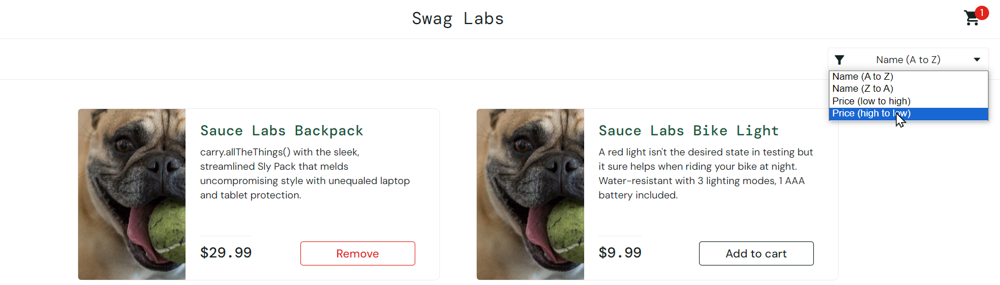 Swag Labs
1
Name (A to Z)
Name (A to Z)
Name (Z to A)
Price (low to high)
Price (high to low)
Sauce Labs Backpack
carry.allTheThings() with the sleek,
streamlined Sly Pack that melds
uncompromising style with unequaled laptop
and tablet protection.
$29.99
Remove
Sauce Labs Bike Light
A red light isn't the desired state in testing but
it sure helps when riding your bike at night.
Water-resistant with 3 lighting modes, 1 AAA
battery included.
$9.99
Add to cart